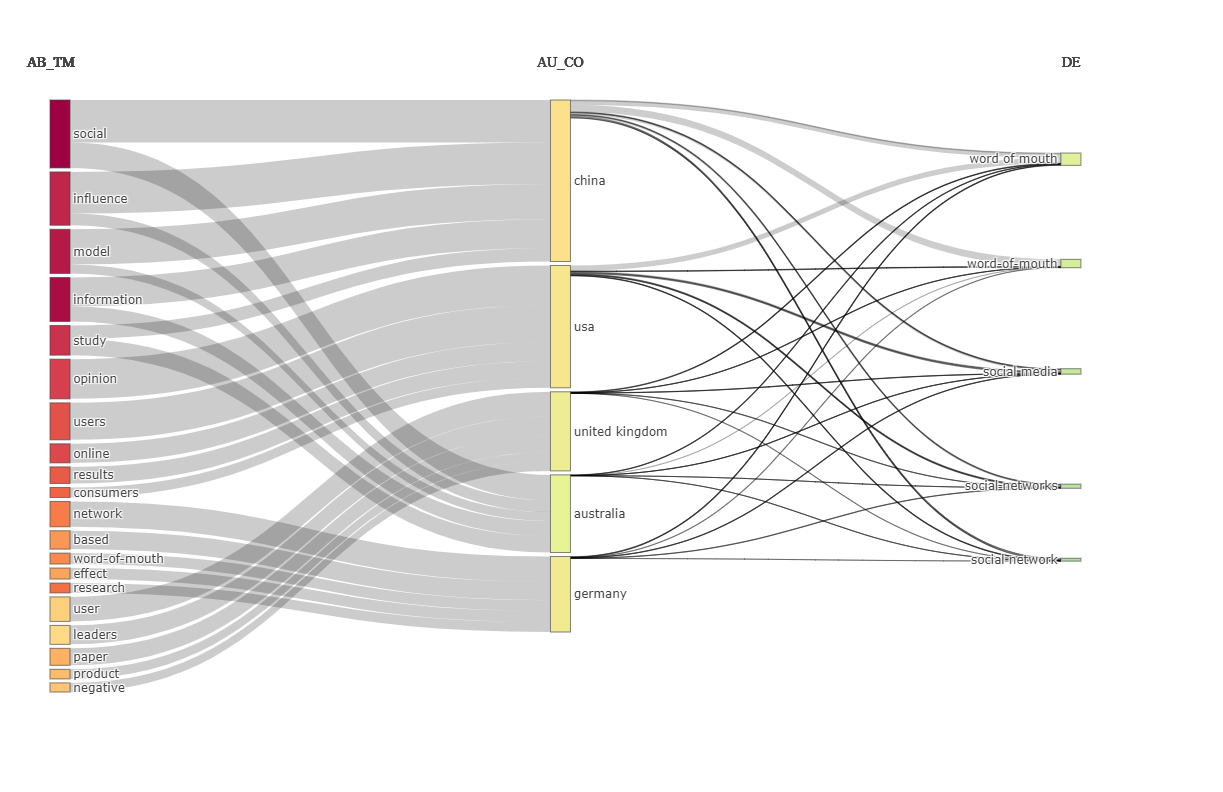 AB_TM
AU_CO
DE
social
influence
model
information
study
opinion
users
online
results
consumers
network
based
word-of-mouth
effect
research
user
leaders
paper
product
negative
china
usa
united kingdom
australia
germany
word of mouth
word-of-mouth
social media
social networks
social network